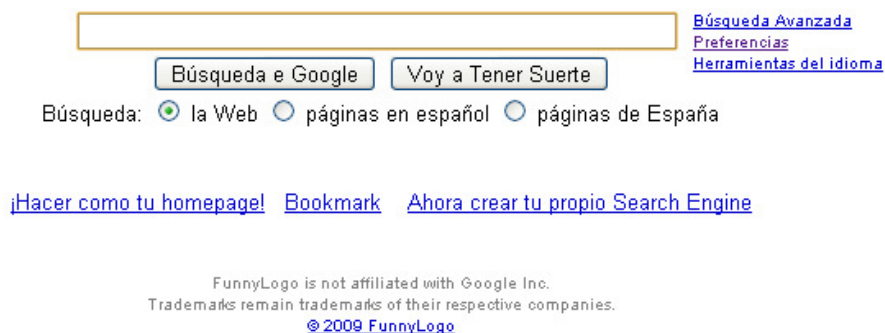 Búsqueda Avanzada
Preferencias
Herramientas del idioma
Búsqueda e Google Voy a Tener Suerte
Búsqueda: la Web páginas en español páginas de España
¡Hacer como tu homepage! Bookmark Ahora crear tu propio Search Engine
FunnyLogo is not affiliated with Google Inc.
Trademarks remain trademarks of their respective companies.
© 2009 FunnyLogo